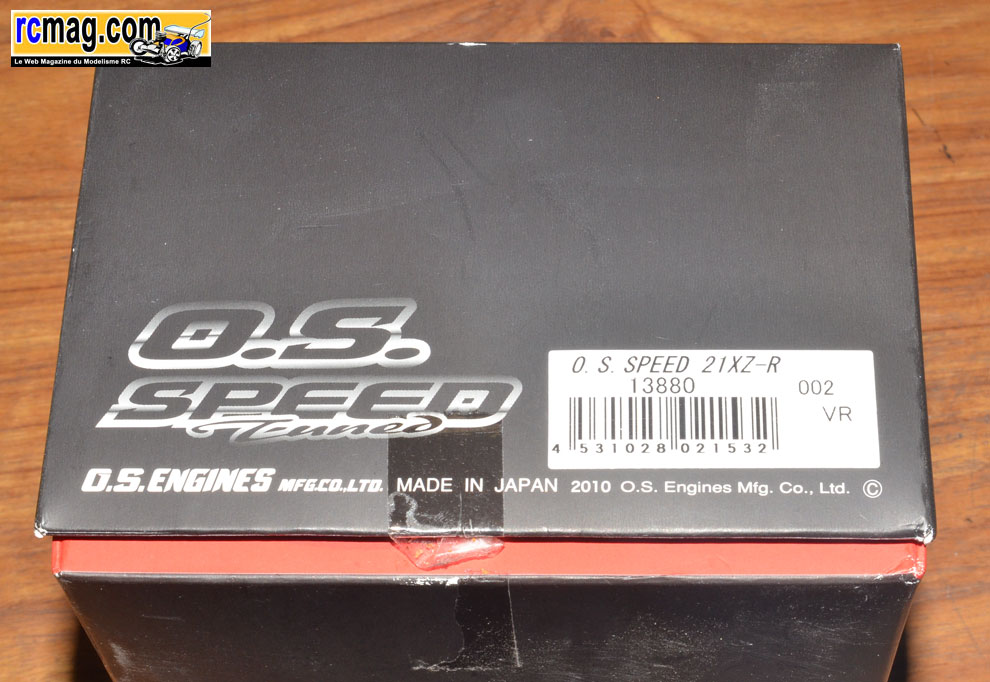 rcmag.com
Le Web Magazine du Modelisme RC
O.S.
SPEED
Tuned
O.S. SPEED 21XZ-R
13880
002
VR
4 531028 021532
O.S. ENGINES MFG.CO.,LTD. MADE IN JAPAN 2010 O.S. Engines Mfg. Co., Ltd. ©